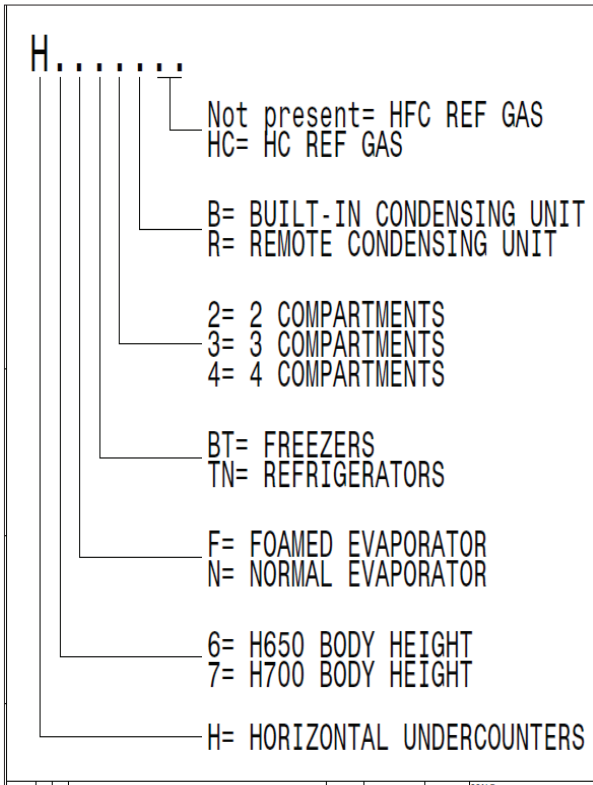 H.......
Not present= HFC REF GAS
HC= HC REF GAS
B= BUILT-IN CONDENSING UNIT
R= REMOTE CONDENSING UNIT
2= 2 COMPARTMENTS
3= 3 COMPARTMENTS
4= 4 COMPARTMENTS
BT= FREEZERS
TN= REFRIGERATORS
F= FOAMED EVAPORATOR
N= NORMAL EVAPORATOR
6= H650 BODY HEIGHT
7= H700 BODY HEIGHT
H= HORIZONTAL UNDERCOUNTERS